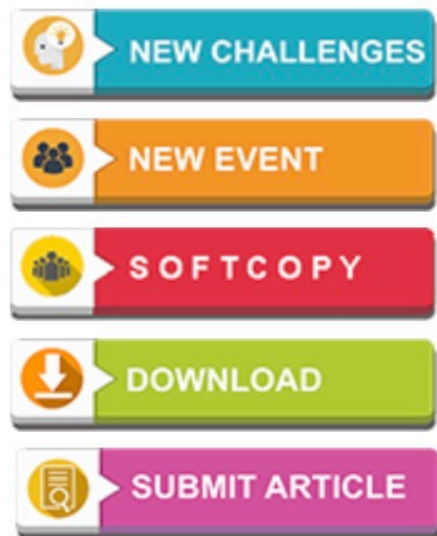 NEW CHALLENGES
NEW EVENT
SOFTCOPY
DOWNLOAD
SUBMIT ARTICLE